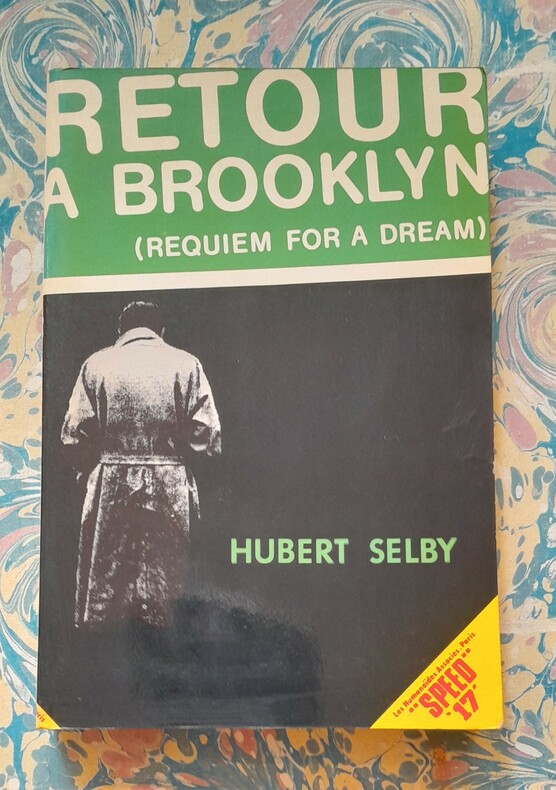 RETOUR
A BROOKLYN
(REQUIEM FOR A DREAM)
HUBERT SELBY
Les Humanoïdes Associés. Paris
"SPEED"
"17"